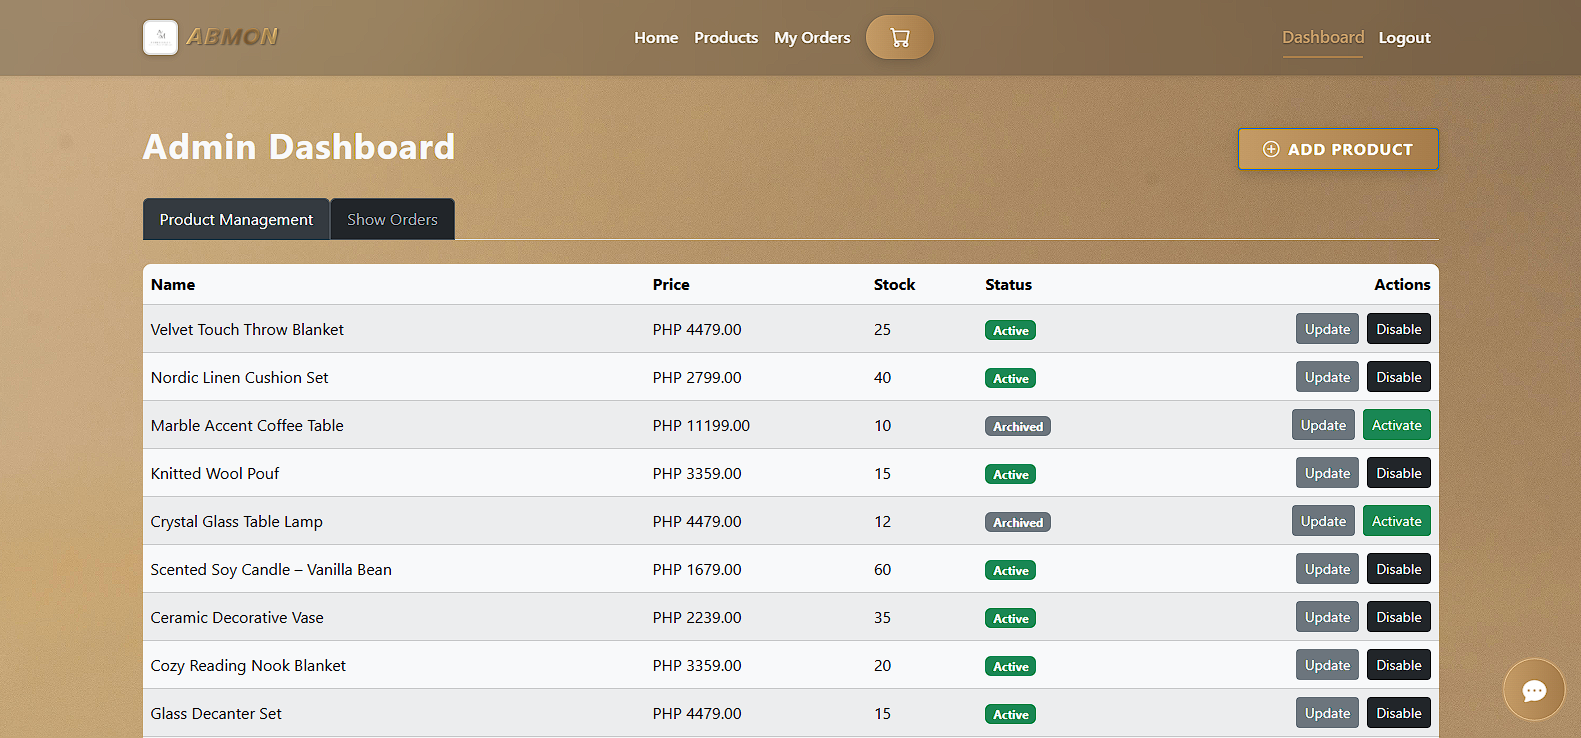 ABMON
Home Products My Orders
Dashboard Logout
Admin Dashboard
ADD PRODUCT
Product Management Show Orders
Name Price Stock Status Actions
Velvet Touch Throw Blanket PHP 4479.00 25 Active Update Disable
Nordic Linen Cushion Set PHP 2799.00 40 Active Update Disable
Marble Accent Coffee Table PHP 11199.00 10 Archived Update Activate
Knitted Wool Pouf PHP 3359.00 15 Active Update Disable
Crystal Glass Table Lamp PHP 4479.00 12 Archived Update Activate
Scented Soy Candle – Vanilla Bean PHP 1679.00 60 Active Update Disable
Ceramic Decorative Vase PHP 2239.00 35 Active Update Disable
Cozy Reading Nook Blanket PHP 3359.00 20 Active Update Disable
Glass Decanter Set PHP 4479.00 15 Active Update Disable